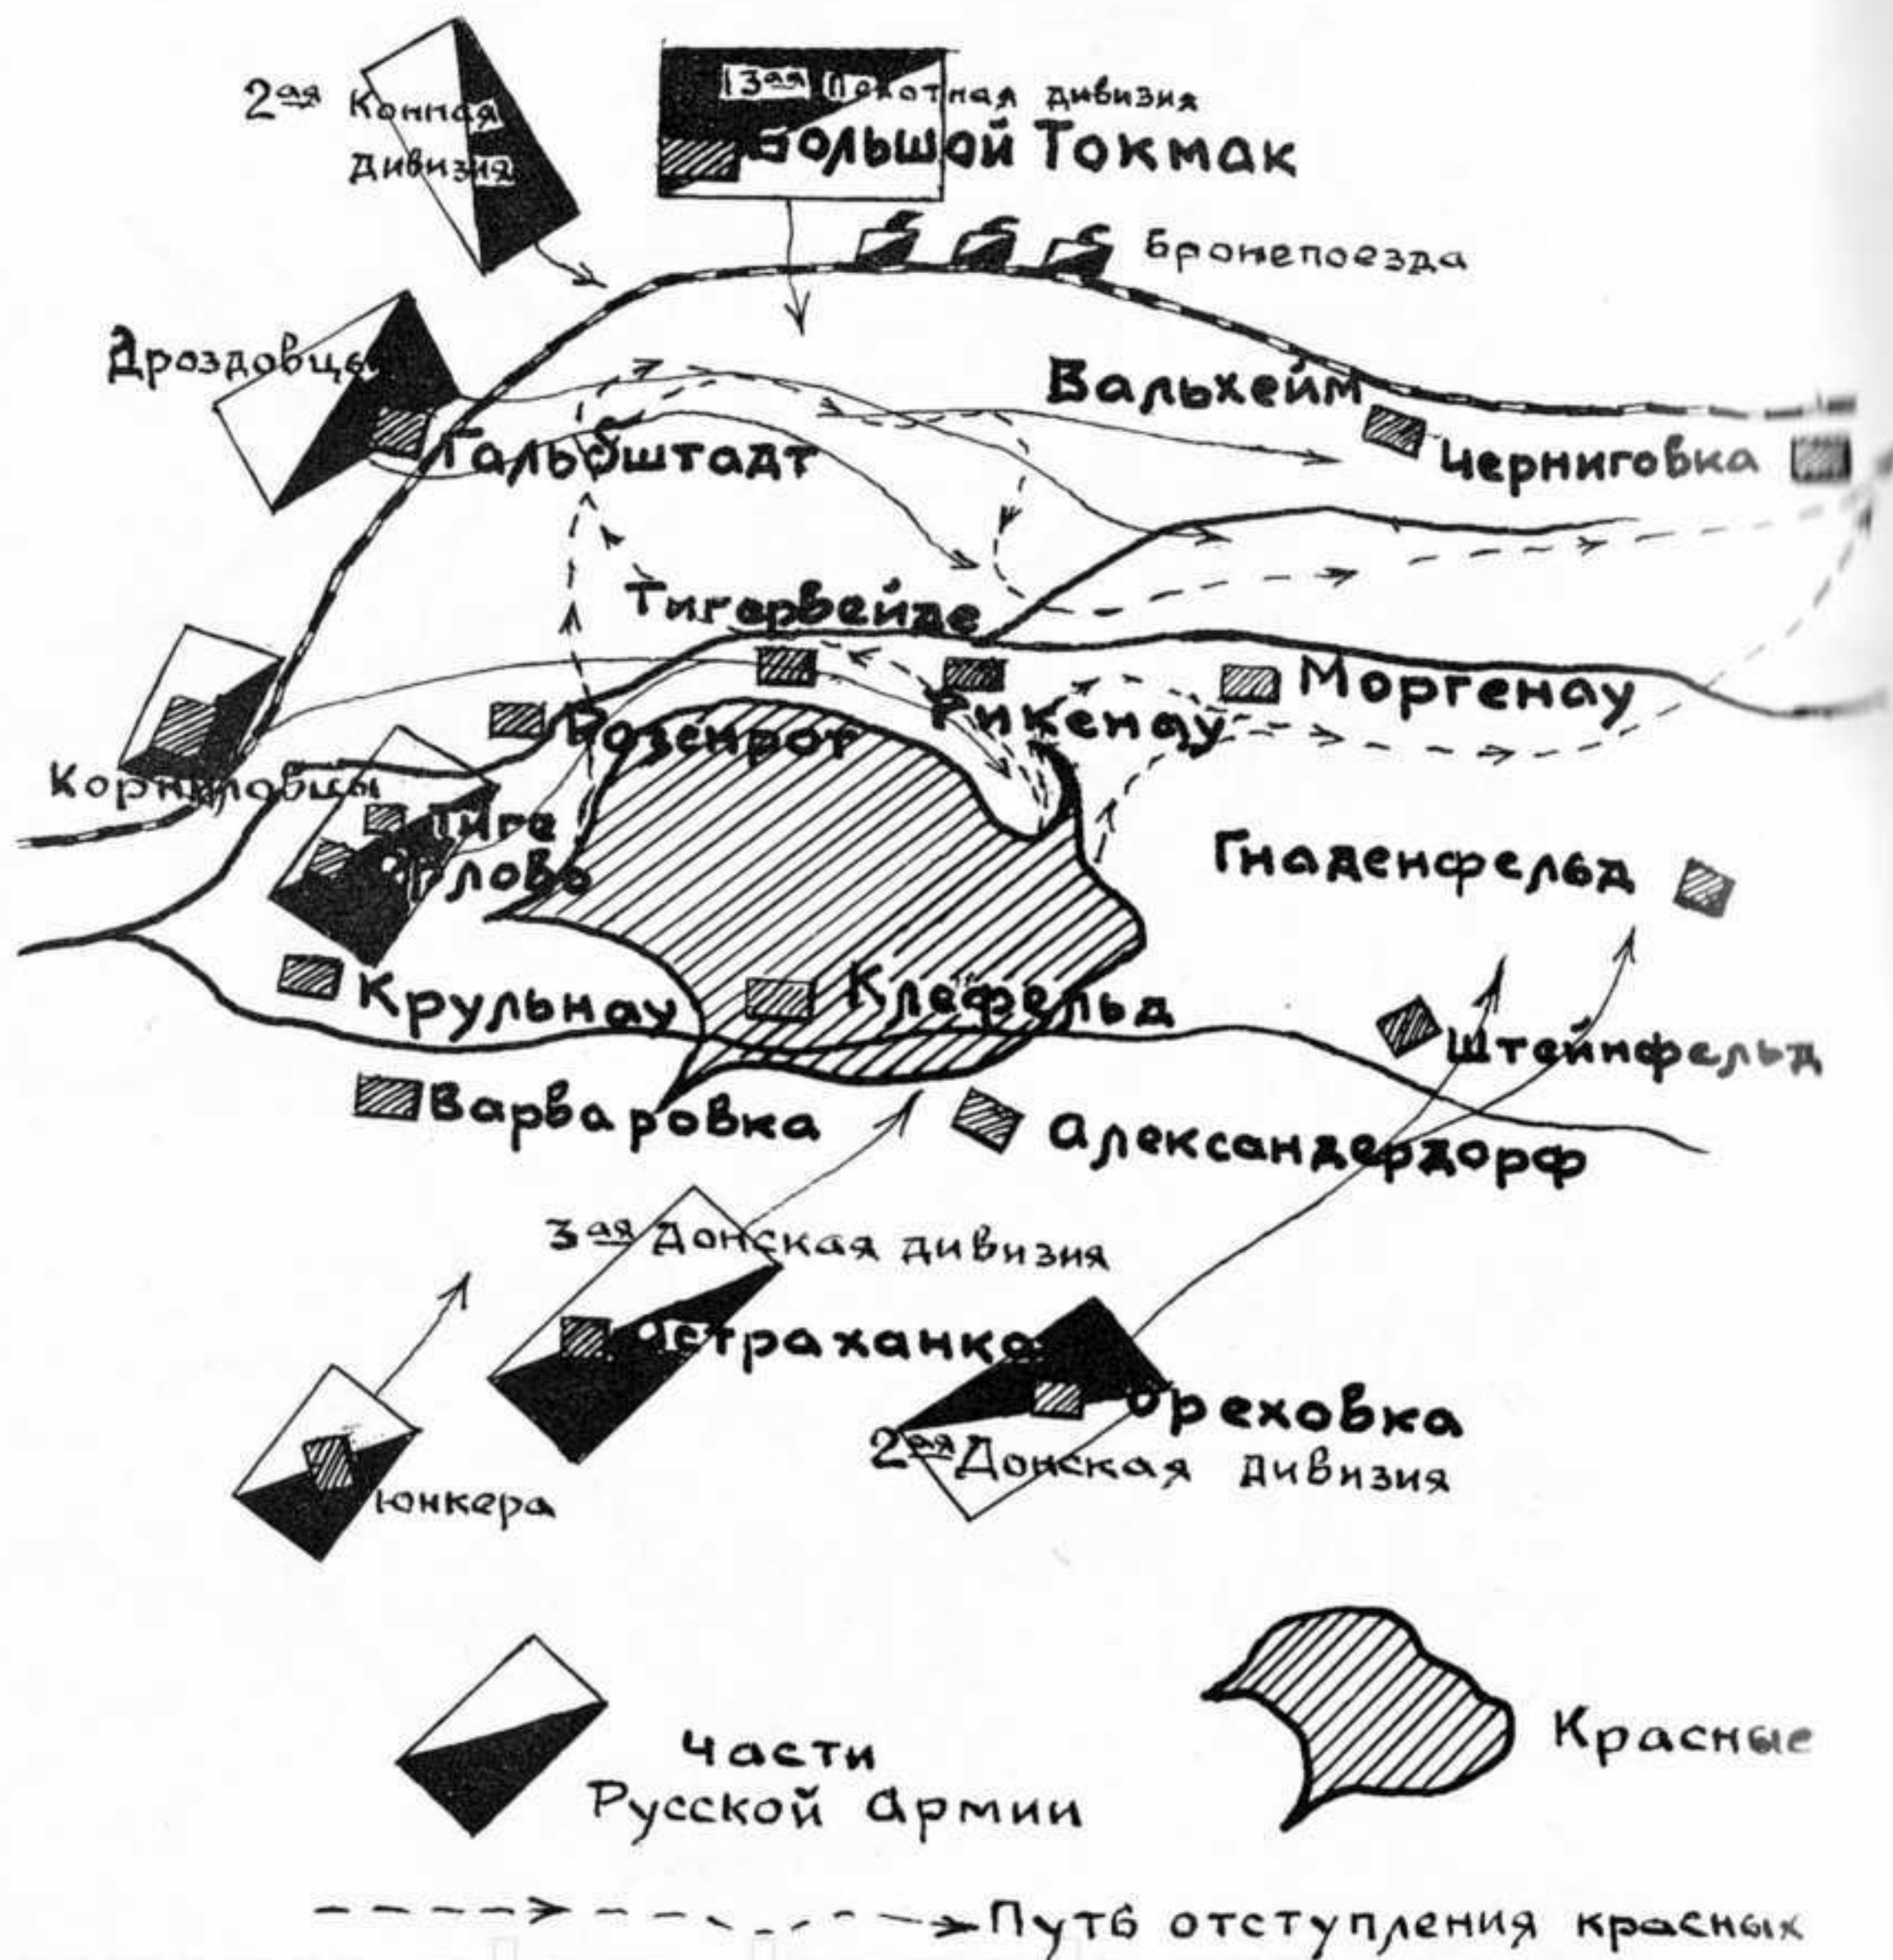 2ая Конная
дивизия
13ая Пехотная дивизия
Большой Токмак
Бронепоезда
Дроздовцы
Гальбштадт
Вальхейм
Черниговка
Тигервейде
Розенрот
Рикенау
Моргенау
Корниловцы
Тиге
Орлово
Гнаденфельд
Крульнау
Клефельд
Штейнфельд
Варваровка
Александердорф
3ая Донская дивизия
Астраханка
Ореховка
2ая Донская дивизия
Юнкера
Части
Русской Армии
Красные
Путь отступления красных